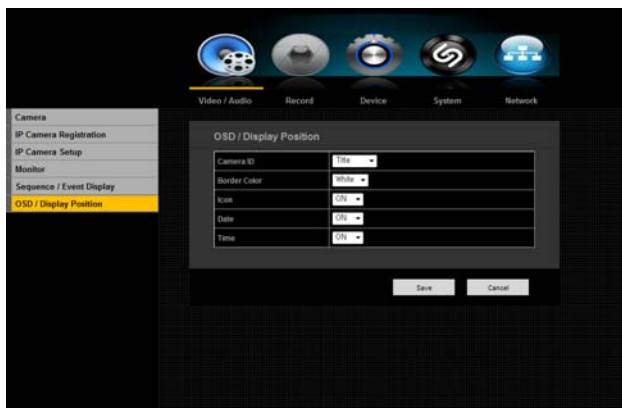 Video / Audio Record Device System Network
Camera
IP Camera Registration
IP Camera Setup
Monitor
Sequence / Event Display
OSD / Display Position
OSD / Display Position
Camera ID Title
Border Color White
Icon ON
Date ON
Time ON
Save Cancel